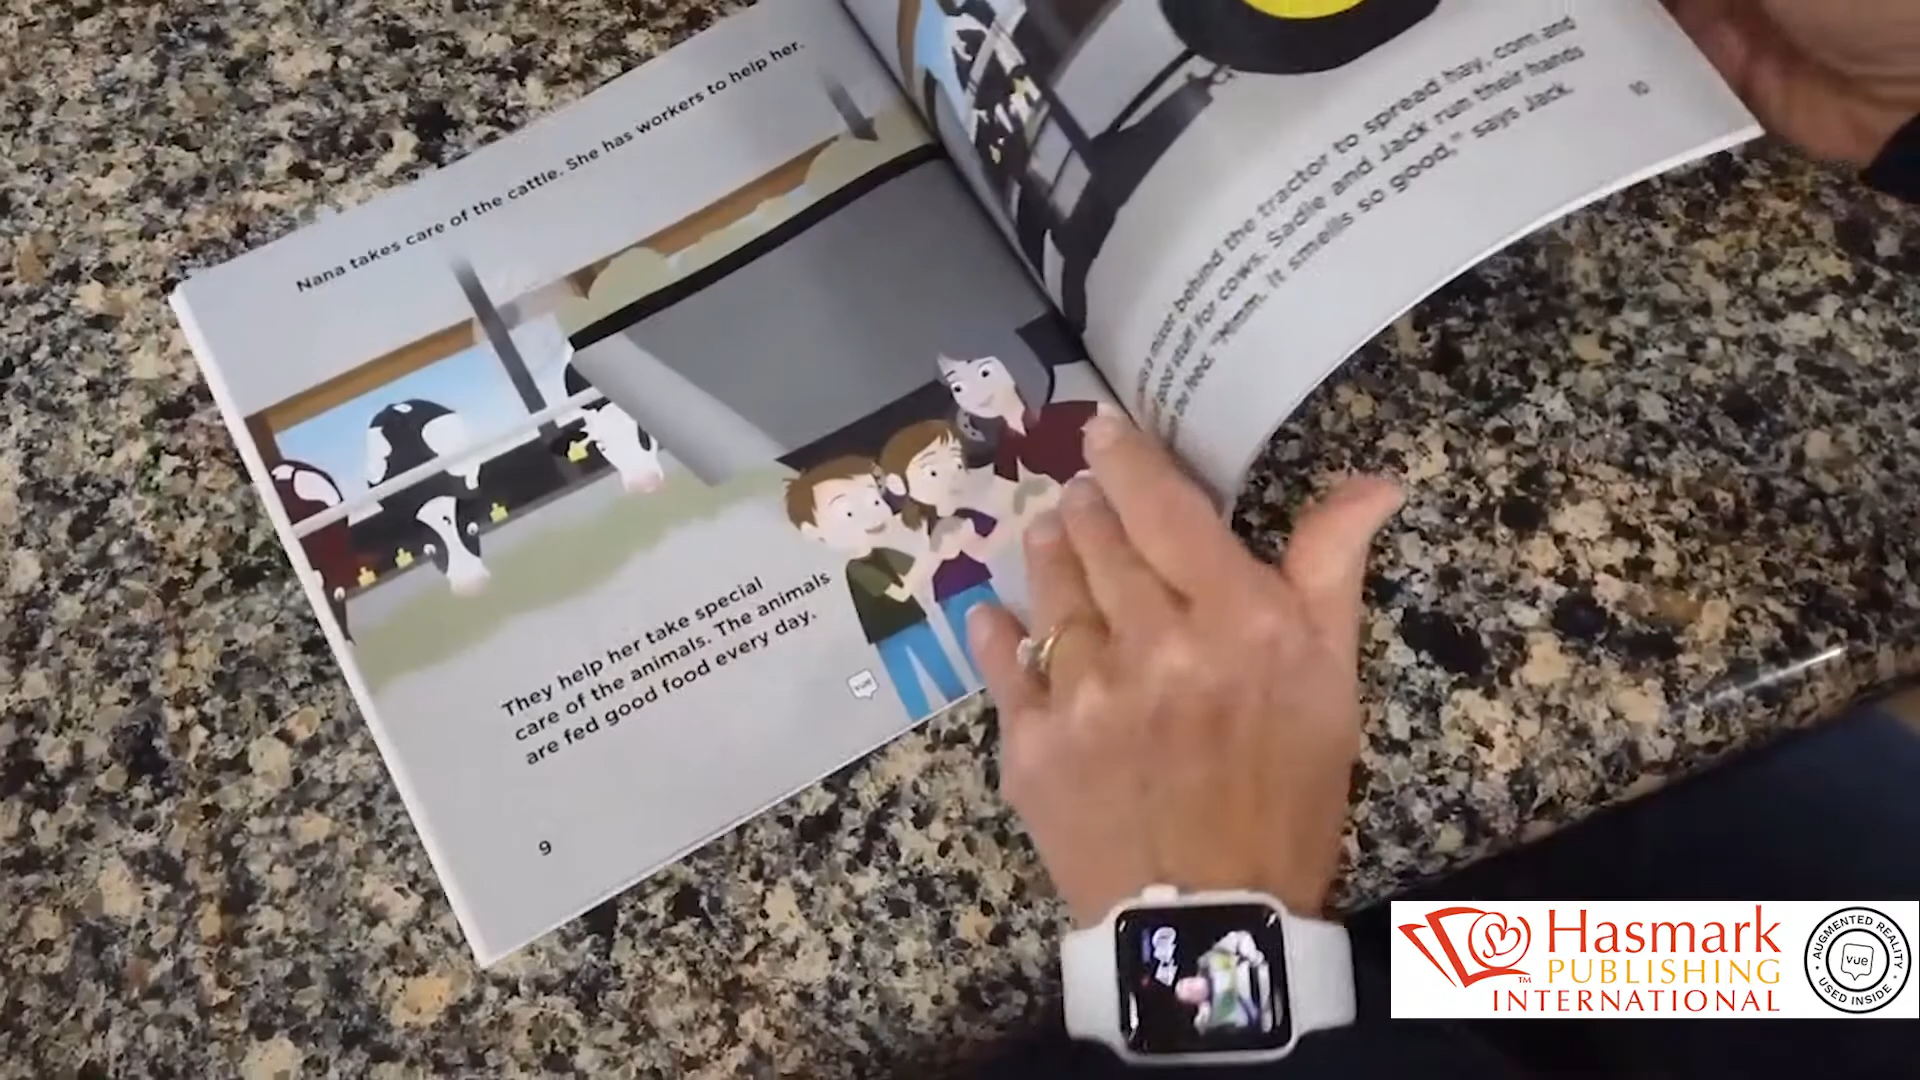 Nana takes care of the cattle. She has workers to help her.
They help her take special
care of the animals. The animals
are fed good food every day.
vue
9
a mixer behind the tractor to spread hay, corn and
good stuff for cows. Sadie and Jack run their hands
the feed. "Mmm. It smells so good," says Jack.
10
Hasmark
PUBLISHING
INTERNATIONAL
TM
AUGMENTED REALITY
vue
USED INSIDE